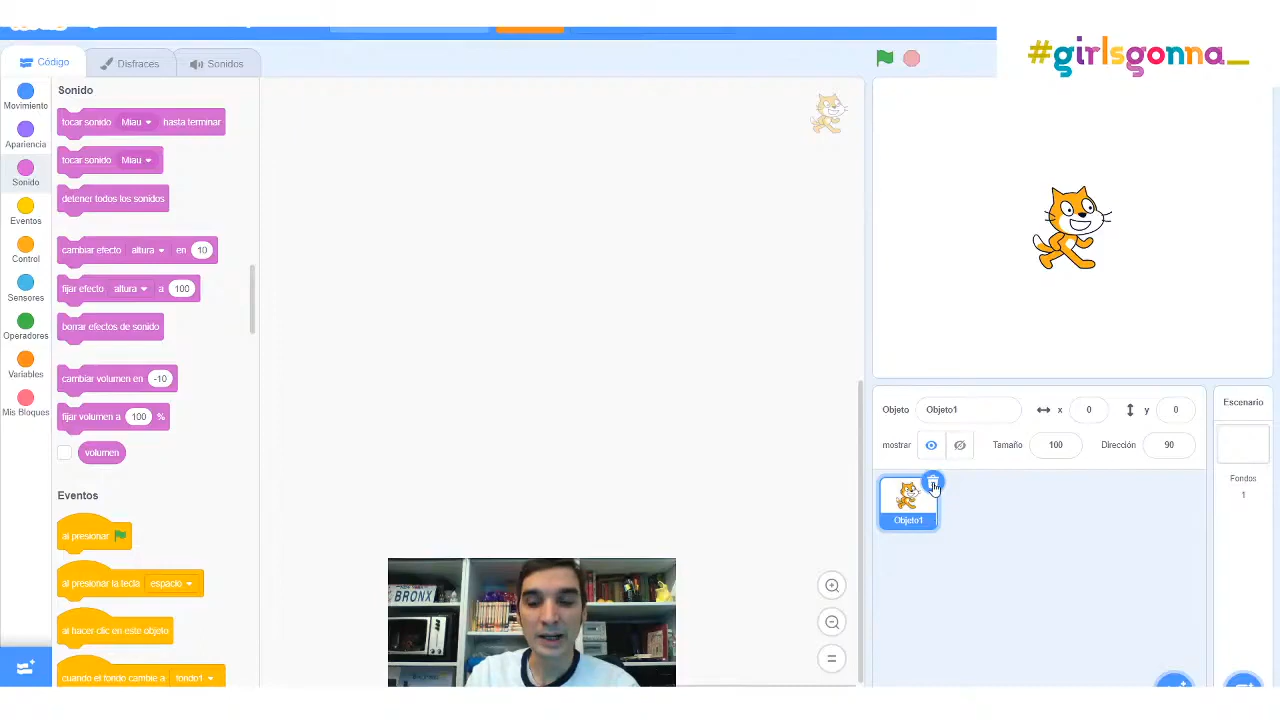 #girlsgonna_
Código
Disfraces
Sonidos
Movimiento
Apariencia
Sonido
Eventos
Control
Sensores
Operadores
Variables
Mis Bloques
Sonido
tocar sonido Miau hasta terminar
tocar sonido Miau
detener todos los sonidos
cambiar efecto altura en 10
fijar efecto altura a 100
borrar efectos de sonido
cambiar volumen en -10
fijar volumen a 100 %
volumen
Eventos
al presionar
al presionar la tecla espacio
al hacer clic en este objeto
cuando el fondo cambie a fondo1
Objeto Objeto1 x 0 y 0
mostrar Tamaño 100 Dirección 90
Objeto1
Escenario
Fondos
1
BRONX